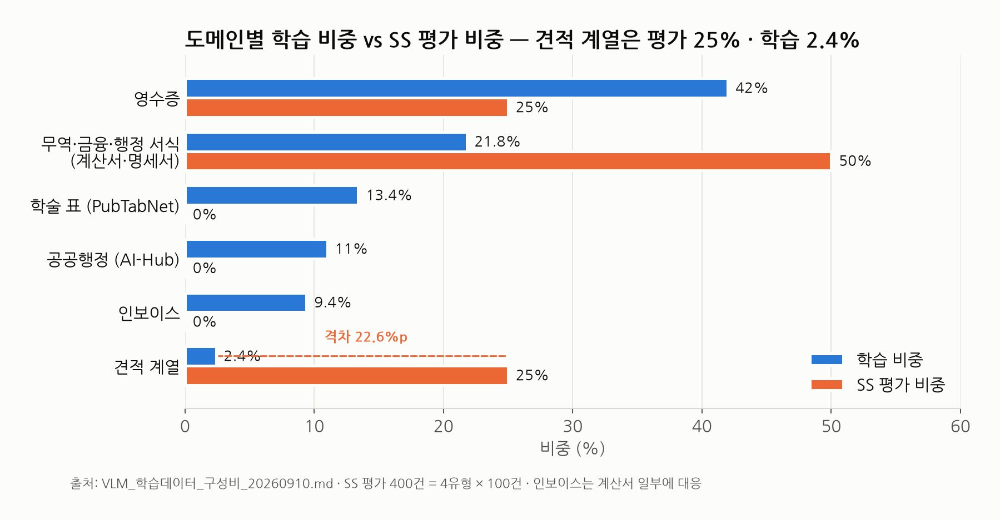 도메인별 학습 비중 vs SS 평가 비중 — 견적 계열은 평가 25% · 학습 2.4%
영수증
42%
25%
무역·금융·행정 서식
(계산서·명세서)
21.8%
50%
학술 표 (PubTabNet)
13.4%
0%
공공행정 (AI-Hub)
11%
0%
인보이스
9.4%
0%
격차 22.6%p
견적 계열
2.4%
25%
학습 비중
SS 평가 비중
0 10 20 30 40 50 60
비중 (%)
출처: VLM_학습데이터_구성비_20260910.md · SS 평가 400건 = 4유형 × 100건 · 인보이스는 계산서 일부에 대응